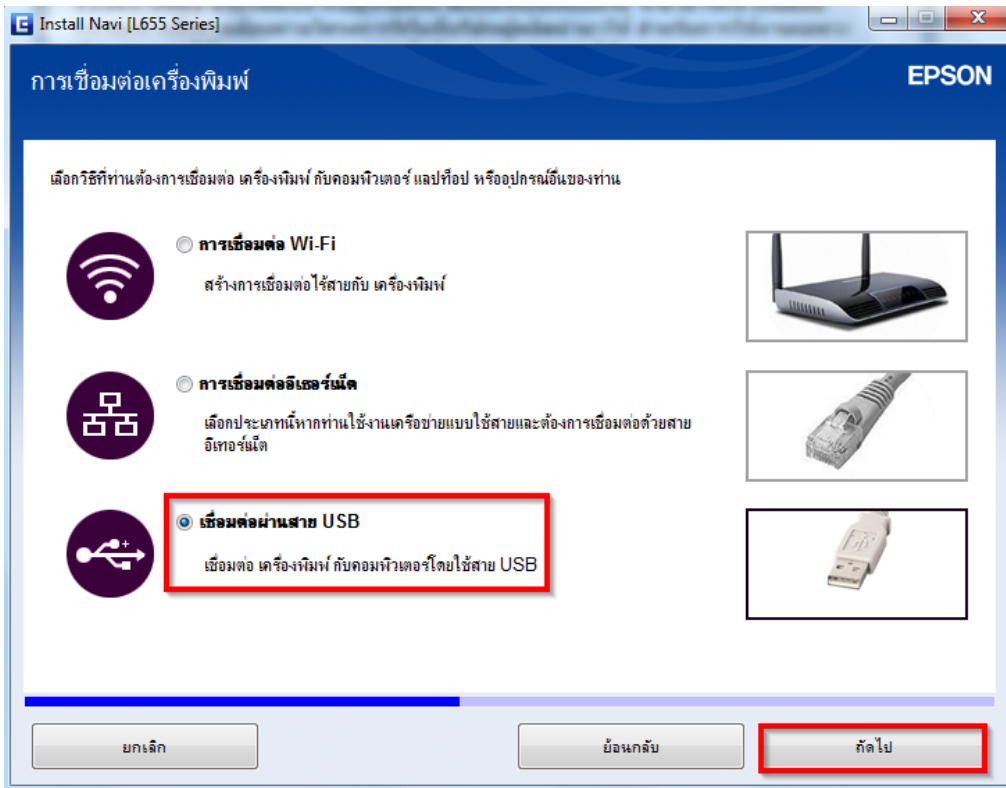 Install Navi [L655 Series]
การเชื่อมต่อเครื่องพิมพ์
EPSON
เลือกวิธีที่ท่านต้องการเชื่อมต่อ เครื่องพิมพ์ กับคอมพิวเตอร์ แลปท็อป หรืออุปกรณ์อื่นของท่าน
การเชื่อมต่อ Wi-Fi
สร้างการเชื่อมต่อไร้สายกับ เครื่องพิมพ์
การเชื่อมต่ออีเธอร์เน็ต
เลือกประเภทนี้หากท่านใช้งานเครือข่ายแบบใช้สายและต้องการเชื่อมต่อด้วยสาย
อีเทอร์เน็ต
เชื่อมต่อผ่านสาย USB
เชื่อมต่อ เครื่องพิมพ์ กับคอมพิวเตอร์โดยใช้สาย USB
ยกเลิก
ย้อนกลับ
ถัดไป